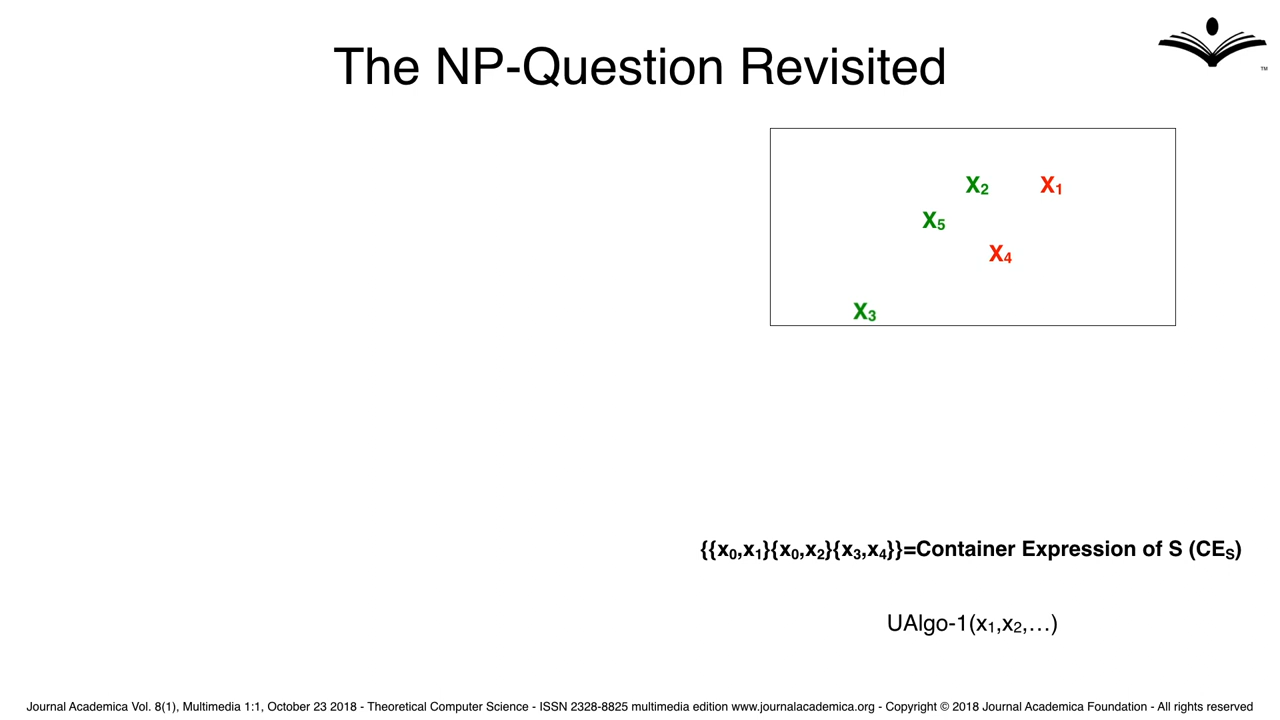 The NP-Question Revisited
TM
X₂ X₁
X₅
X₄
X₃
{{x₀,x₁}{x₀,x₂}{x₃,x₄}}=Container Expression of S (CEₛ)
UAlgo-1(x₁,x₂,…)
Journal Academica Vol. 8(1), Multimedia 1:1, October 23 2018 - Theoretical Computer Science - ISSN 2328-8825 multimedia edition www.journalacademica.org - Copyright © 2018 Journal Academica Foundation - All rights reserved